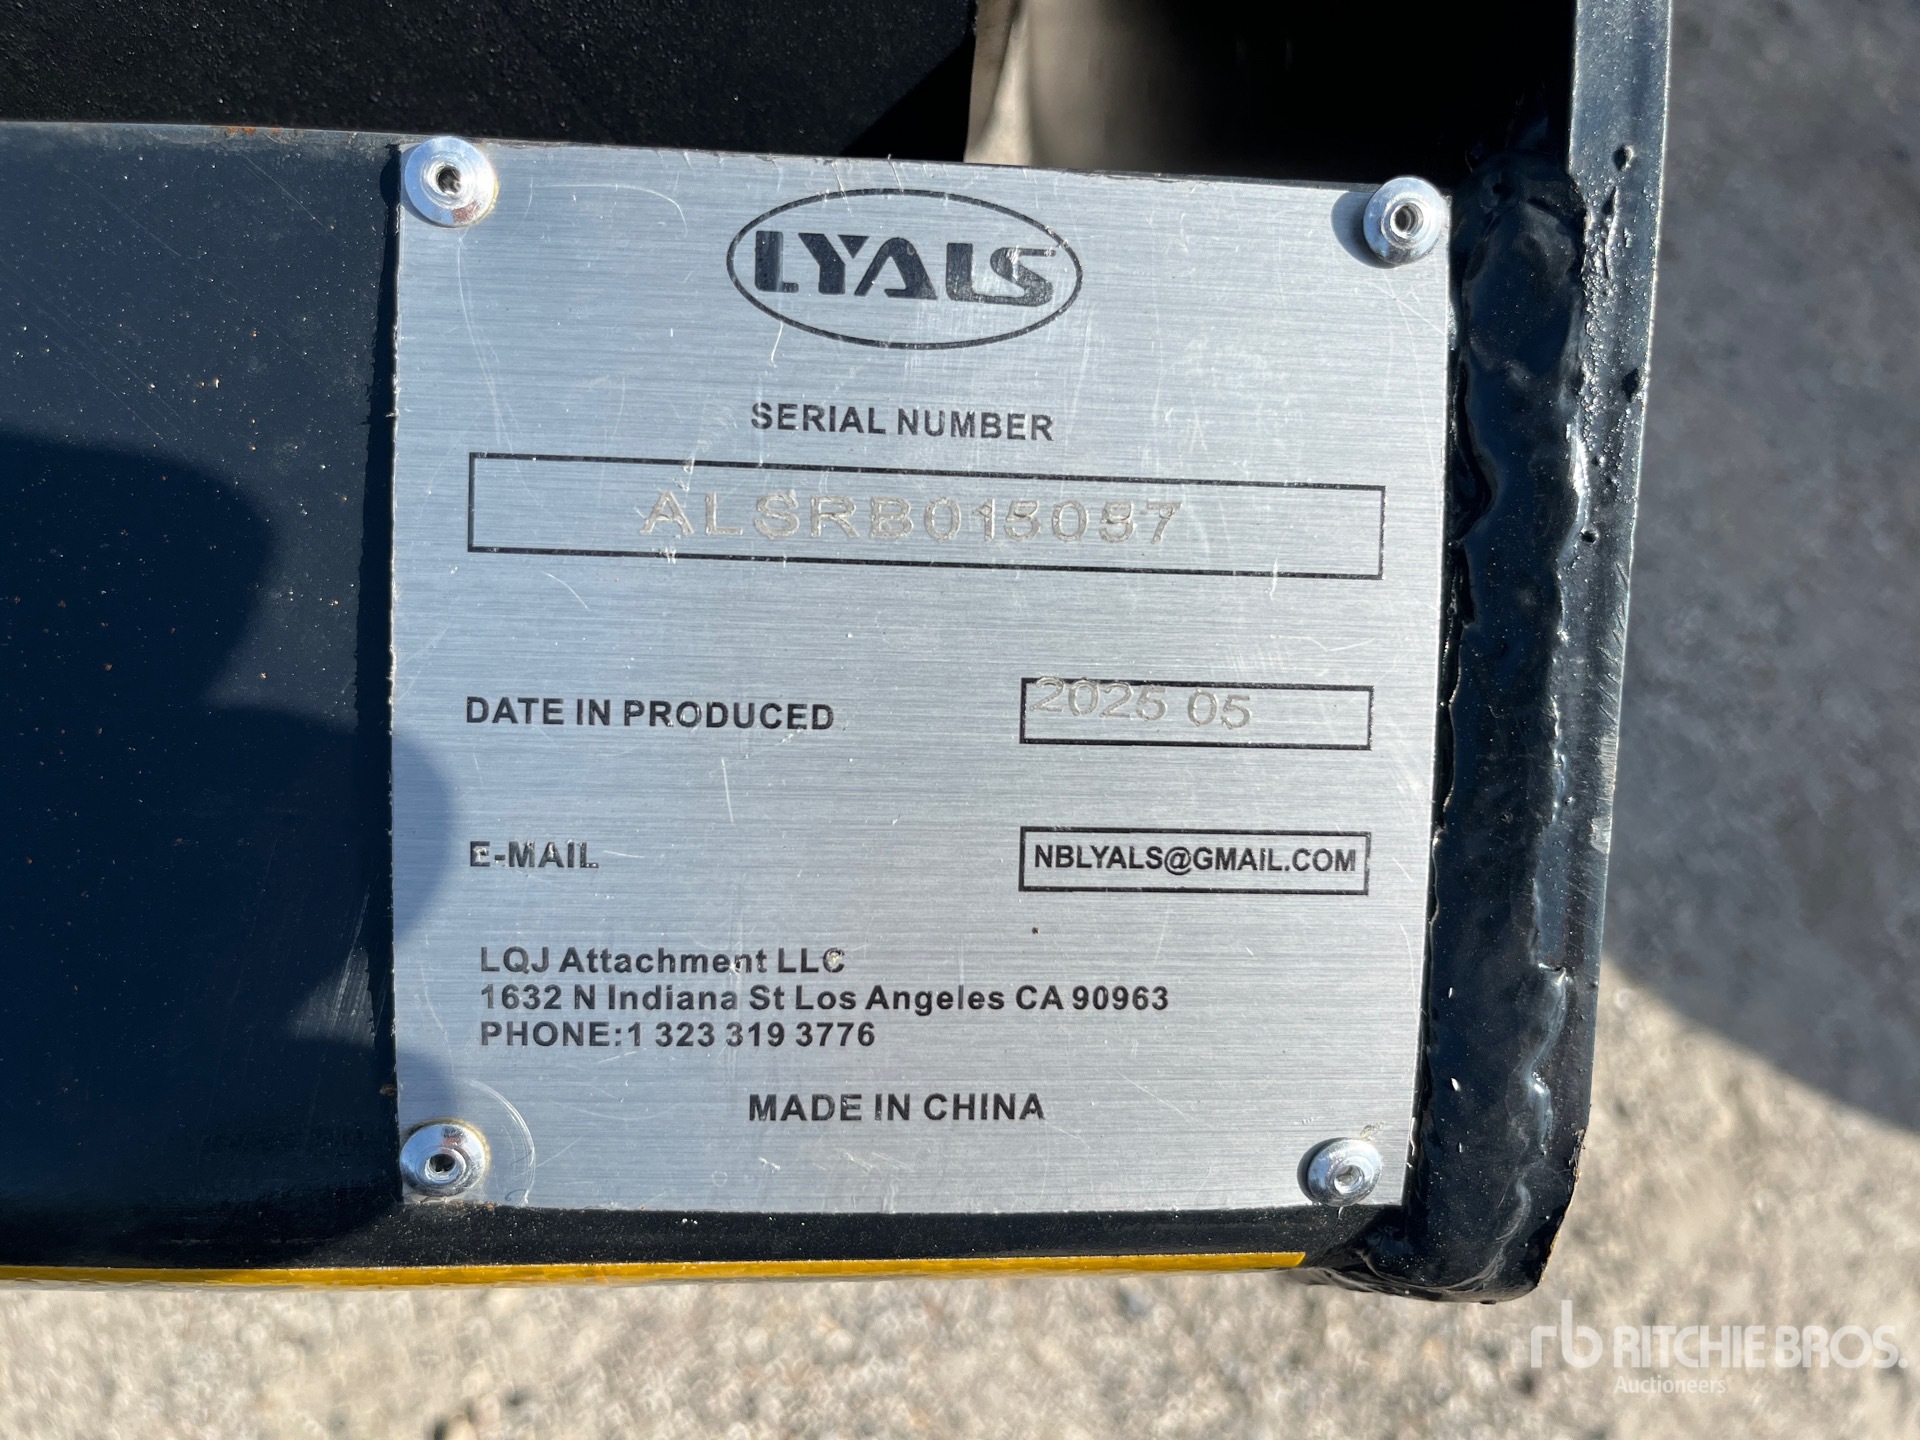 LYALS
SERIAL NUMBER
ALSRB015057
DATE IN PRODUCED
2025 05
E-MAIL
NBLYALS@GMAIL.COM
LQJ Attachment LLC
1632 N Indiana St Los Angeles CA 90963
PHONE:1 323 319 3776
MADE IN CHINA
rb RITCHIE BROS.
Auctioneers